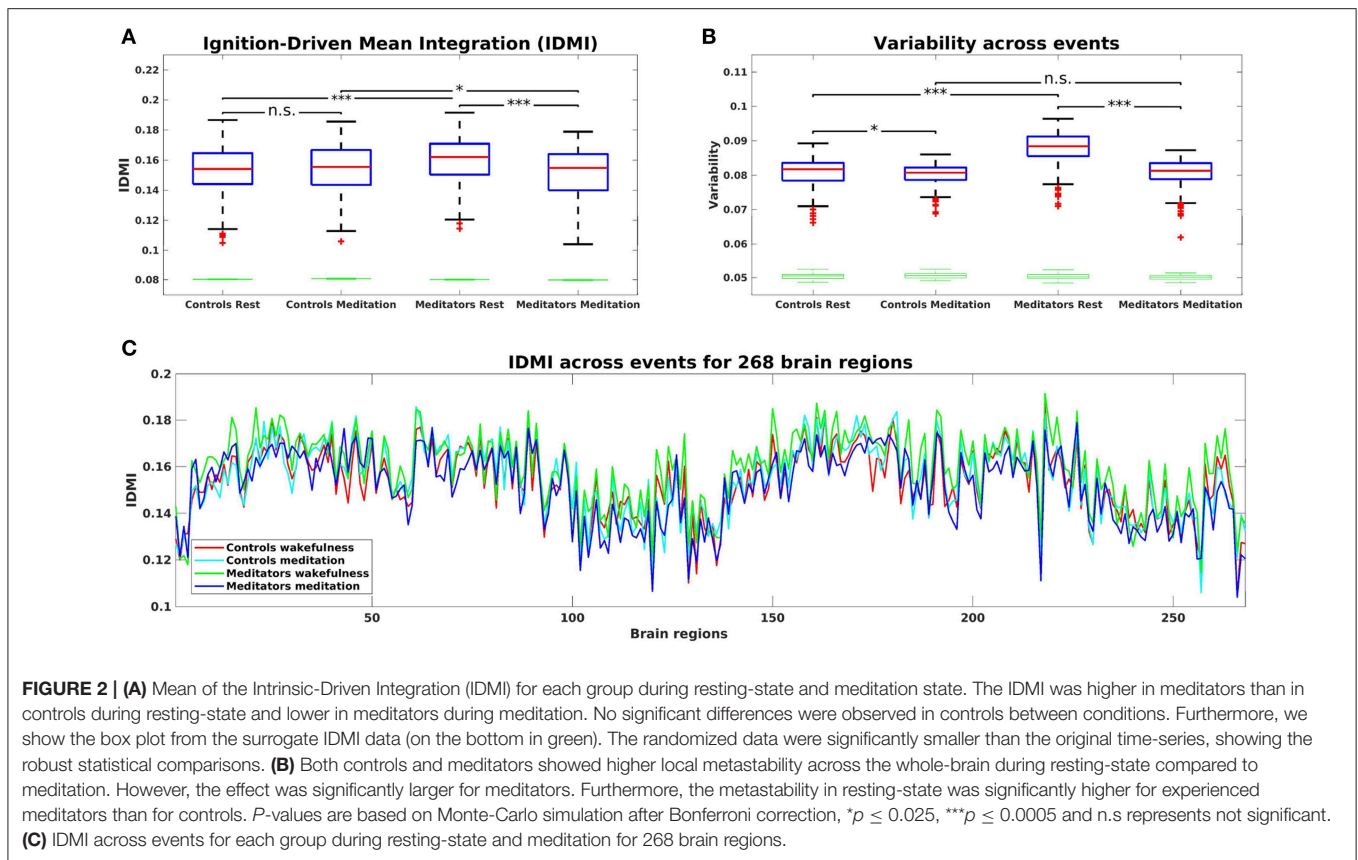 A
Ignition-Driven Mean Integration (IDMI)
0.22
0.2
0.18
0.16
0.14
0.12
0.1
0.08
IDMI
*
***
n.s.
***
Controls Rest
Controls Meditation
Meditators Rest
Meditators Meditation
B
Variability across events
0.11
0.1
0.09
0.08
0.07
0.06
0.05
Variability
n.s.
***
***
*
Controls Rest
Controls Meditation
Meditators Rest
Meditators Meditation
C
IDMI across events for 268 brain regions
0.2
0.18
0.16
0.14
0.12
0.1
IDMI
Controls wakefulness
Controls meditation
Meditators wakefulness
Meditators meditation
50
100
150
200
250
Brain regions
FIGURE 2 | (A) Mean of the Intrinsic-Driven Integration (IDMI) for each group during resting-state and meditation state. The IDMI was higher in meditators than in
controls during resting-state and lower in meditators during meditation. No significant differences were observed in controls between conditions. Furthermore, we
show the box plot from the surrogate IDMI data (on the bottom in green). The randomized data were significantly smaller than the original time-series, showing the
robust statistical comparisons. (B) Both controls and meditators showed higher local metastability across the whole-brain during resting-state compared to
meditation. However, the effect was significantly larger for meditators. Furthermore, the metastability in resting-state was significantly higher for experienced
meditators than for controls. P-values are based on Monte-Carlo simulation after Bonferroni correction, *p ≤ 0.025, ***p ≤ 0.0005 and n.s represents not significant.
(C) IDMI across events for each group during resting-state and meditation for 268 brain regions.